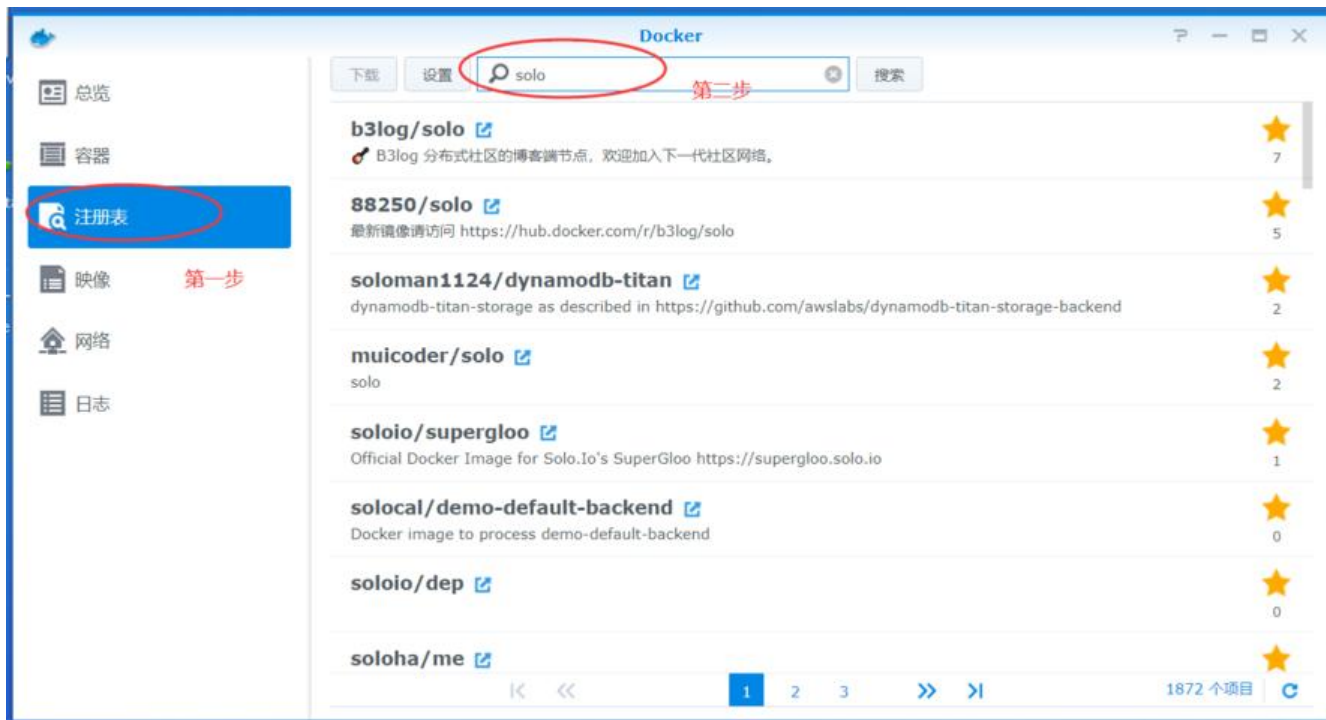 Docker
总览
容器
注册表
映像
第一步
网络
日志
下载 设置 solo 搜索
第二步
b3log/solo
B3log 分布式社区的博客端节点，欢迎加入下一代社区网络。
7
88250/solo
最新镜像请访问 https://hub.docker.com/r/b3log/solo
5
soloman1124/dynamodb-titan
dynamodb-titan-storage as described in https://github.com/awslabs/dynamodb-titan-storage-backend
2
muicoder/solo
solo
2
soloio/supergloo
Official Docker Image for Solo.Io's SuperGloo https://supergloo.solo.io
1
solocal/demo-default-backend
Docker image to process demo-default-backend
0
soloio/dep
0
soloha/me
1 2 3
1872 个项目